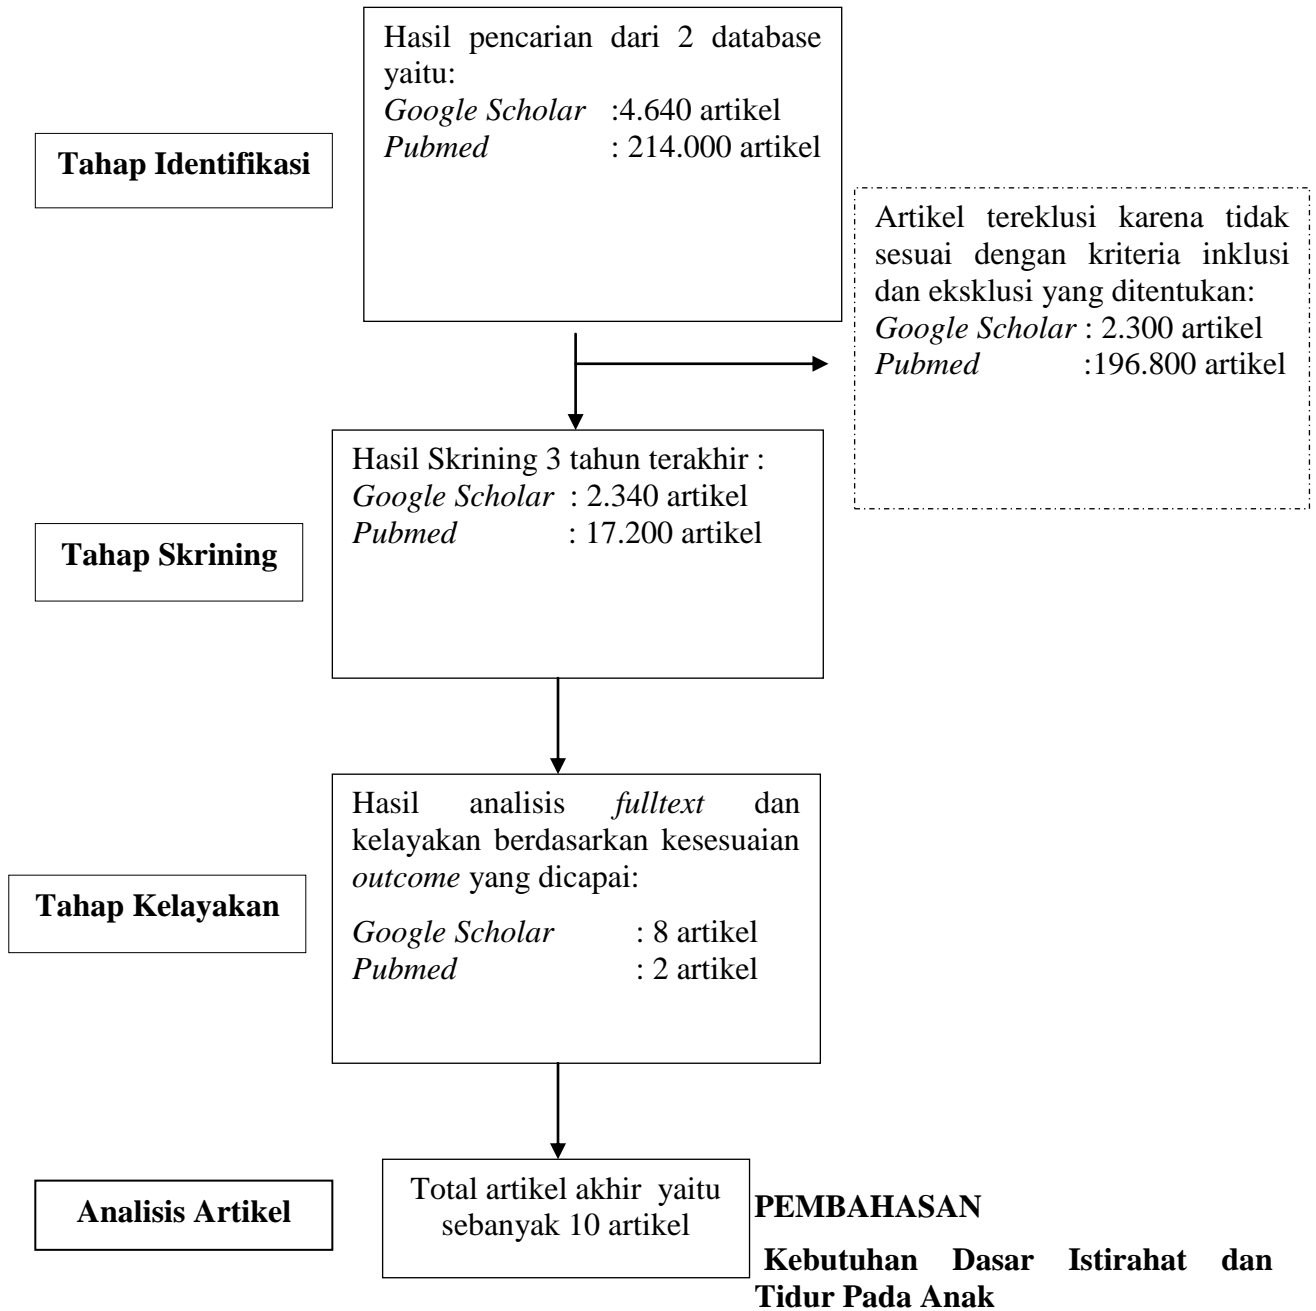 Hasil pencarian dari 2 database
yaitu:
Google Scholar :4.640 artikel
Pubmed : 214.000 artikel
Tahap Identifikasi
Artikel tereklusi karena tidak
sesuai dengan kriteria inklusi
dan eksklusi yang ditentukan:
Google Scholar : 2.300 artikel
Pubmed :196.800 artikel
Hasil Skrining 3 tahun terakhir :
Google Scholar : 2.340 artikel
Pubmed : 17.200 artikel
Tahap Skrining
Hasil analisis fulltext dan
kelayakan berdasarkan kesesuaian
outcome yang dicapai:
Google Scholar : 8 artikel
Pubmed : 2 artikel
Tahap Kelayakan
Analisis Artikel
Total artikel akhir yaitu
sebanyak 10 artikel
PEMBAHASAN
Kebutuhan Dasar Istirahat dan
Tidur Pada Anak